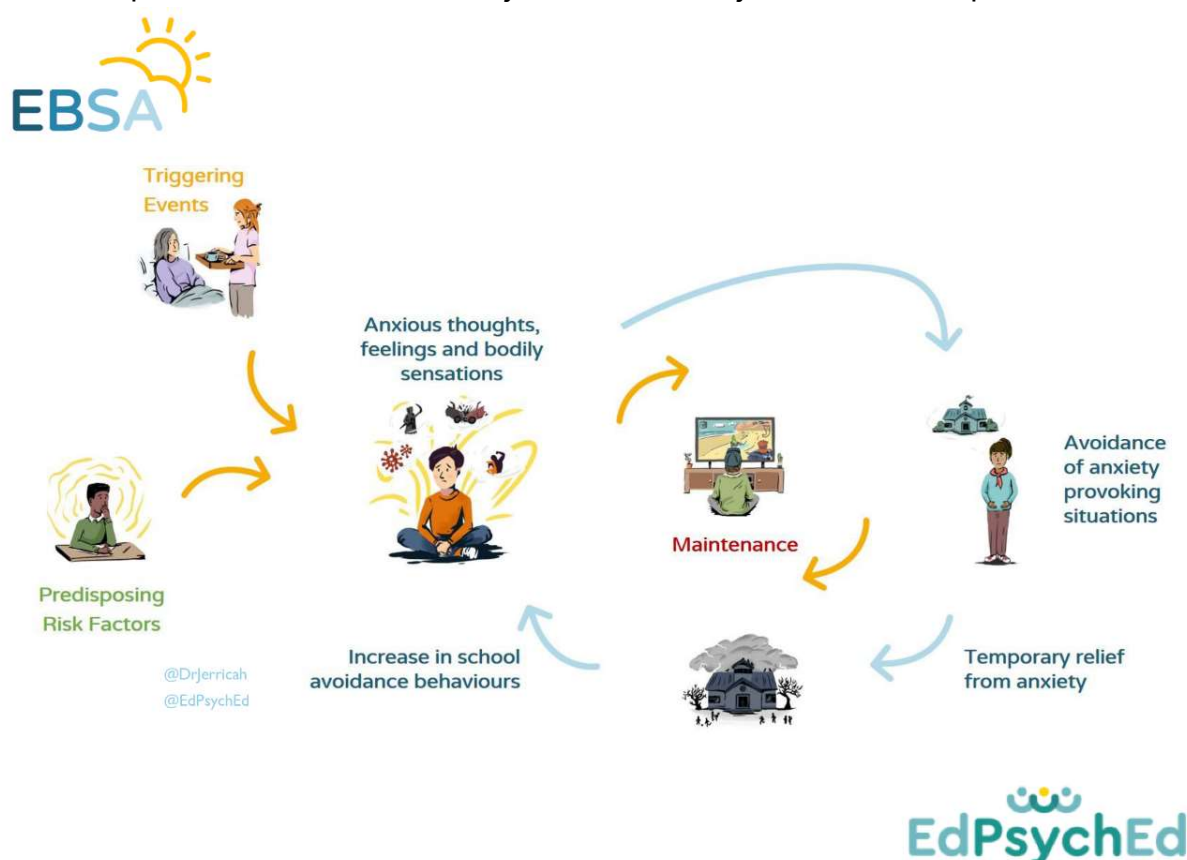 EBSA
Triggering
Events
Anxious thoughts,
feelings and bodily
sensations
Avoidance
of anxiety
provoking
situations
Maintenance
Predisposing
Risk Factors
Increase in school
avoidance behaviours
Temporary relief
from anxiety
@DrJerricah
@EdPsychEd
EdPsychEd